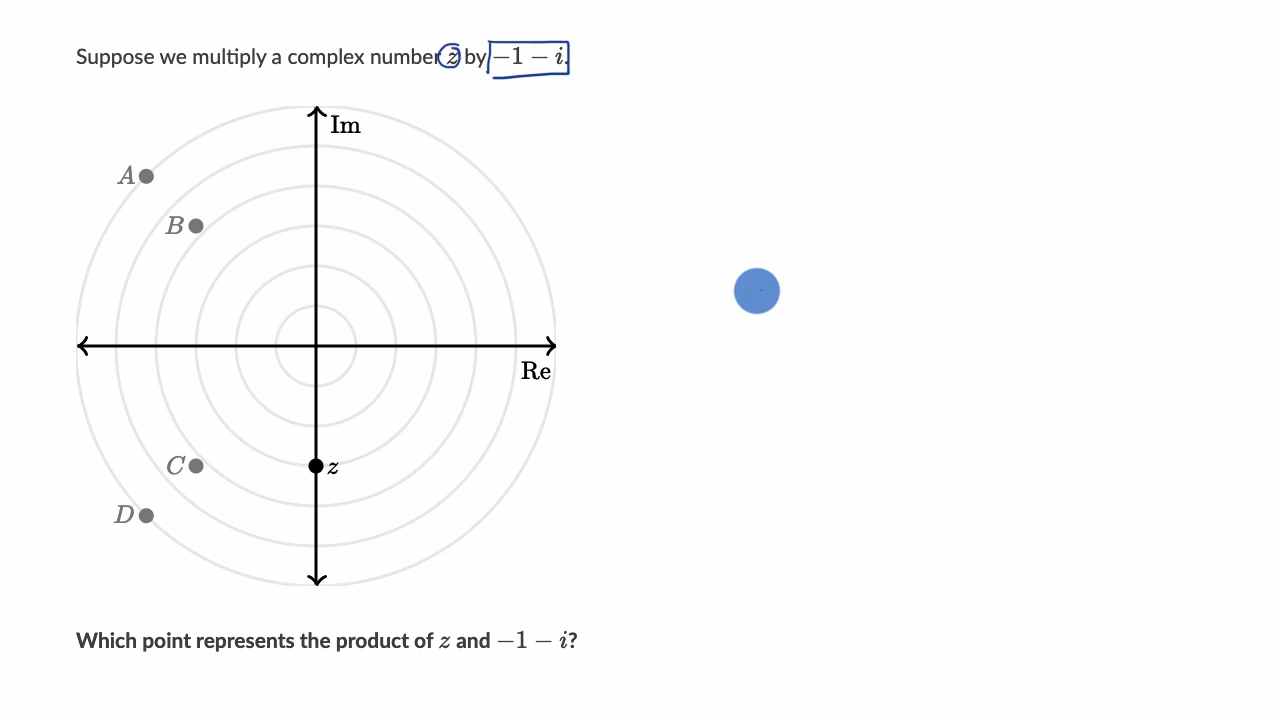 Suppose we multiply a complex number z by −1 − i.
Im
A
B
Re
C
z
D
Which point represents the product of z and −1 − i?